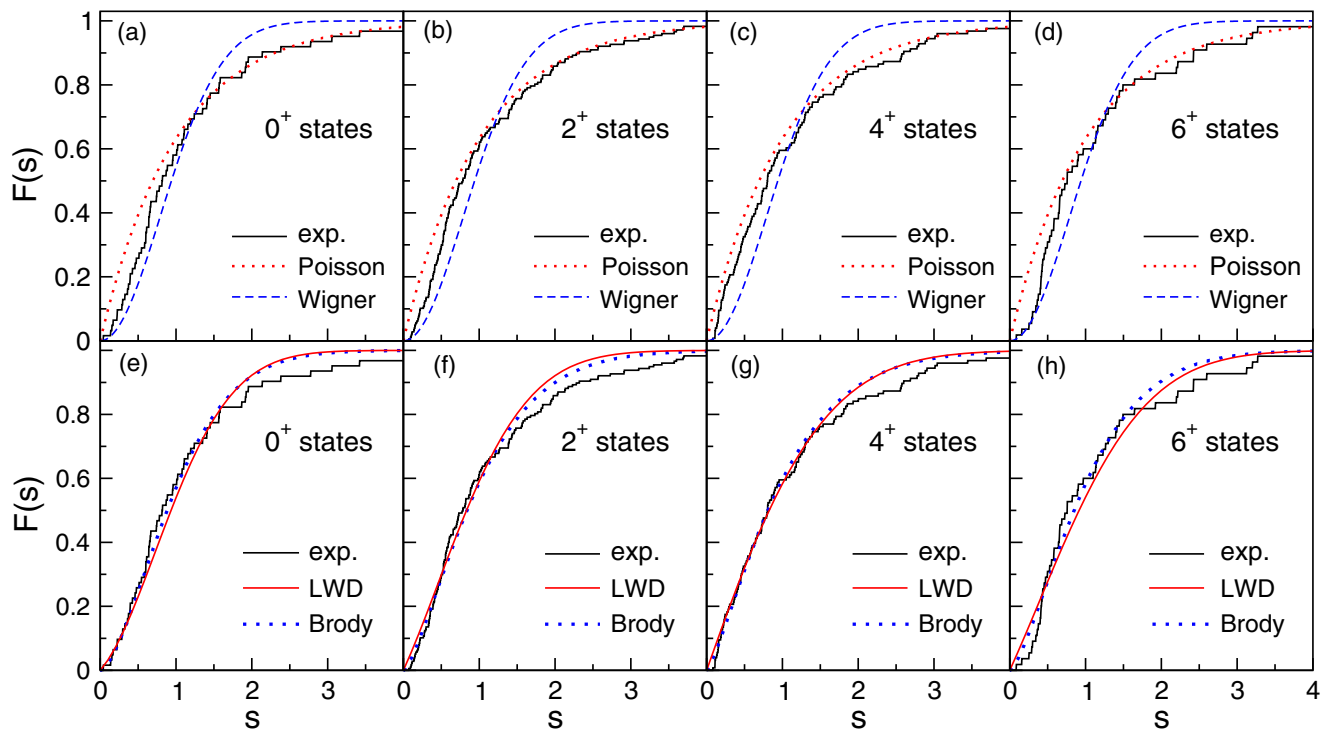 1
(a)
(b)
(c)
(d)
0.8
0.6
0.4
0.2
0
F(s)
0+ states
2+ states
4+ states
6+ states
exp.
Poisson
Wigner
exp.
Poisson
Wigner
exp.
Poisson
Wigner
exp.
Poisson
Wigner
(e)
(f)
(g)
(h)
0.8
0.6
0.4
0.2
0
F(s)
0+ states
2+ states
4+ states
6+ states
exp.
LWD
Brody
exp.
LWD
Brody
exp.
LWD
Brody
exp.
LWD
Brody
0 1 2 3 0 1 2 3 0 1 2 3 0 1 2 3 4
s s s s